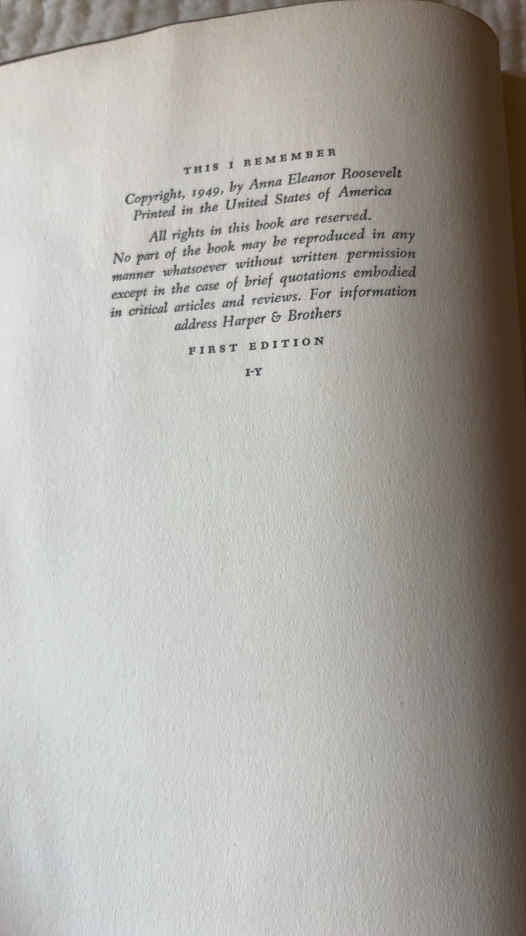 THIS I REMEMBER
Copyright, 1949, by Anna Eleanor Roosevelt
Printed in the United States of America
All rights in this book are reserved.
No part of the book may be reproduced in any
manner whatsoever without written permission
except in the case of brief quotations embodied
in critical articles and reviews. For information
address Harper & Brothers
FIRST EDITION
I-Y